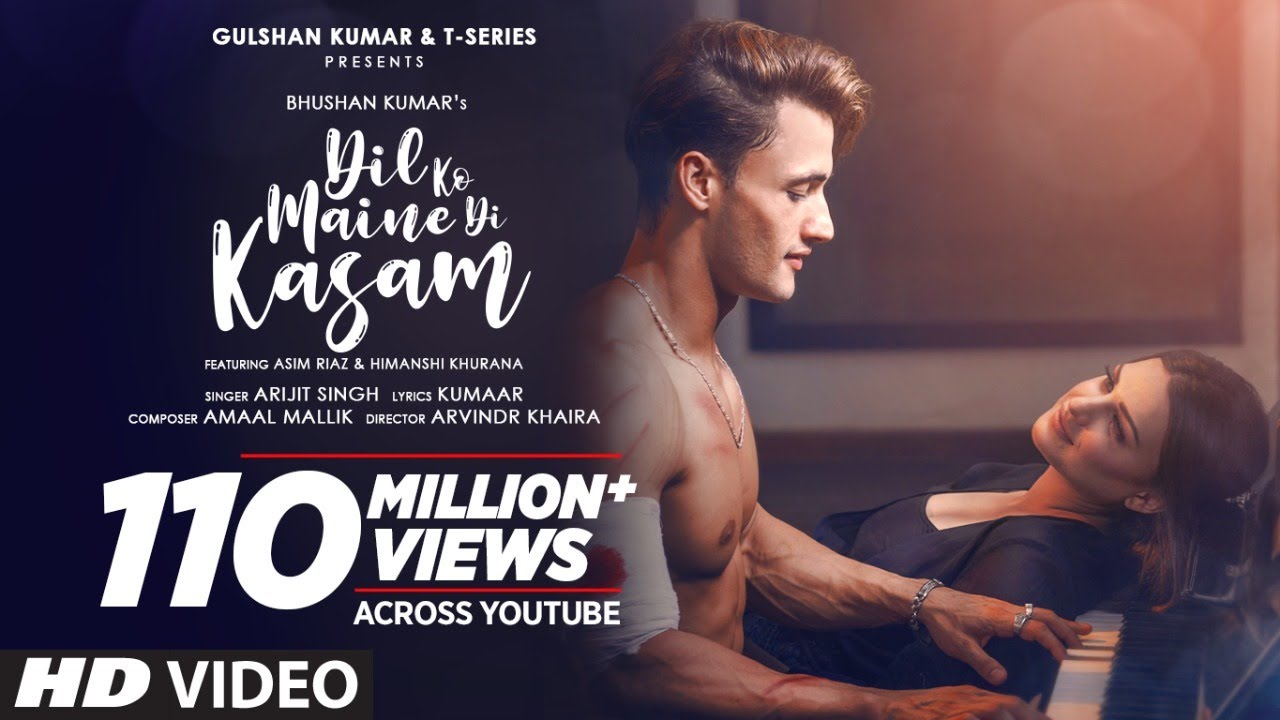 GULSHAN KUMAR & T-SERIES
PRESENTS
BHUSHAN KUMAR's
Dil Ko
Maine Di
Kasam
FEATURING ASIM RIAZ & HIMANSHI KHURANA
SINGER ARIJIT SINGH LYRICS KUMAAR
COMPOSER AMAAL MALLIK DIRECTOR ARVINDR KHAIRA
110 MILLION+
VIEWS
ACROSS YOUTUBE
HD VIDEO